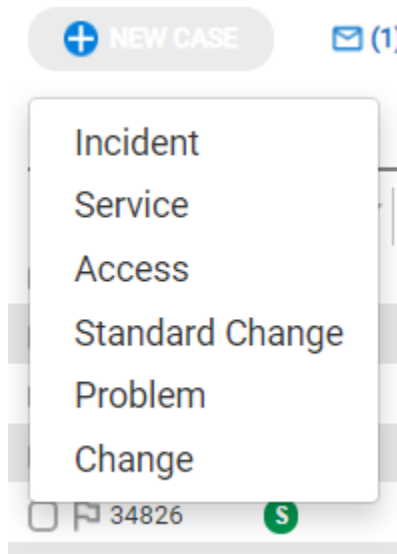 NEW CASE (1)
Incident
Service
Access
Standard Change
Problem
Change
34826 S